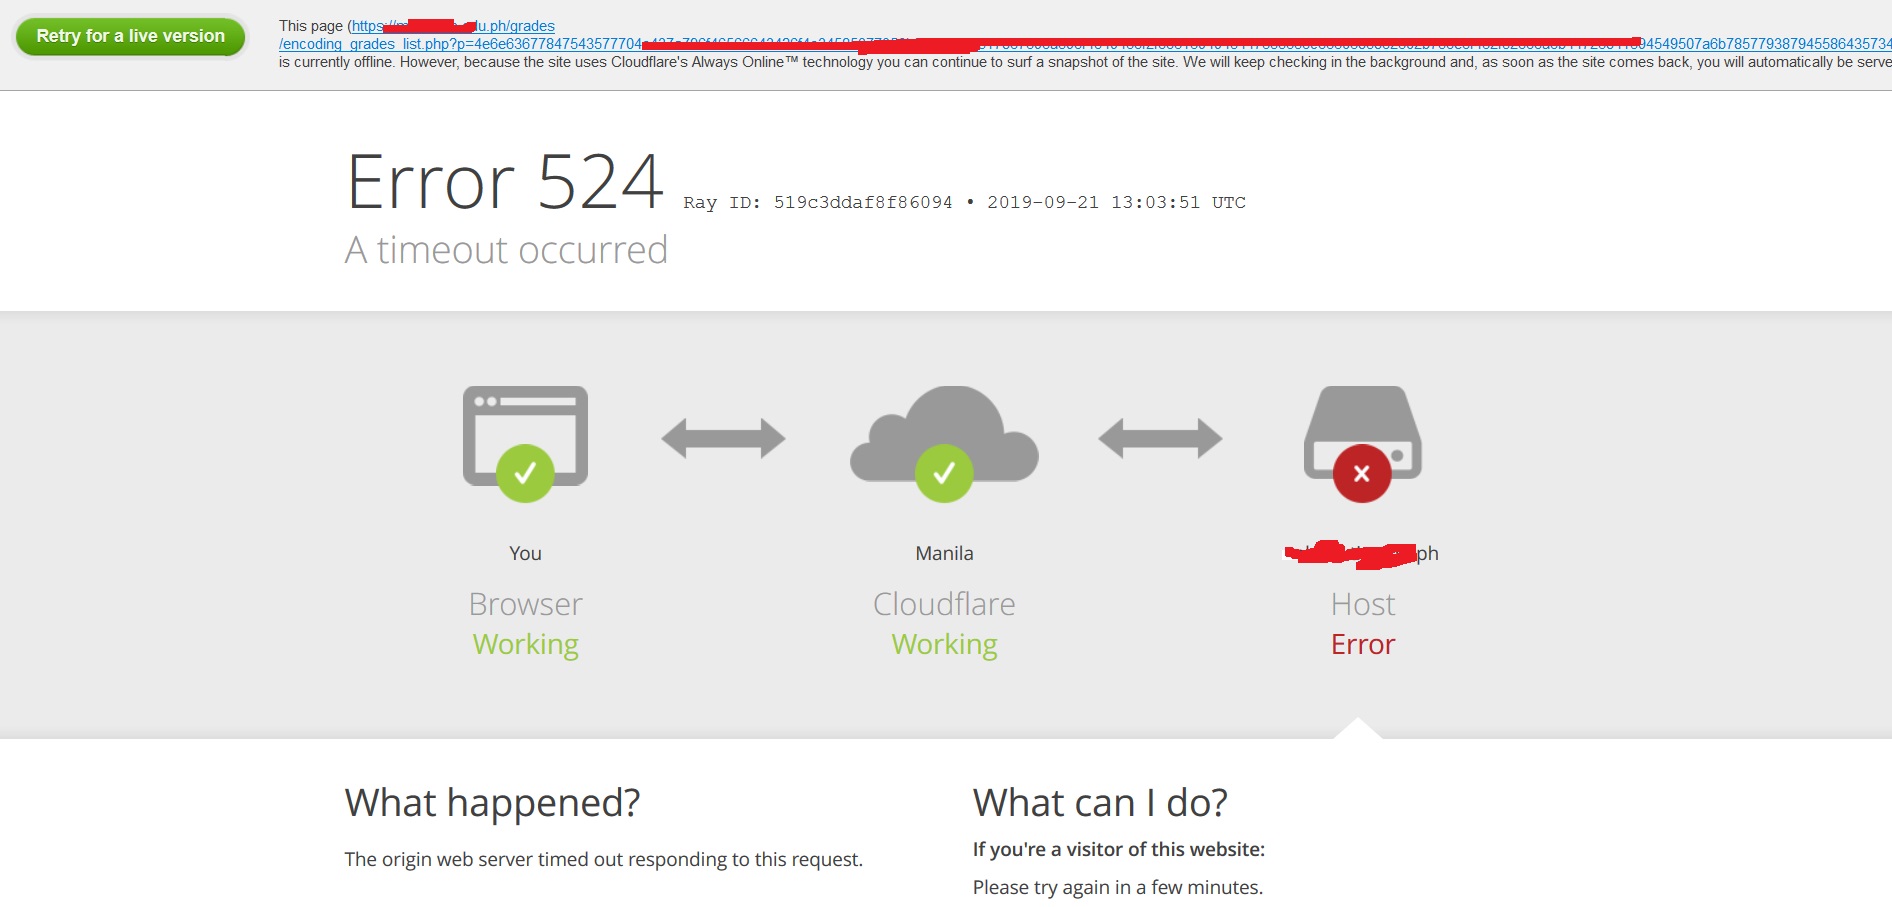 Retry for a live version
This page (https: u.ph/grades
/encoding_grades_list.php?p=4e6e63677847543577704 94549507a6b785779387945586435734
is currently offline. However, because the site uses Cloudflare's Always Online™ technology you can continue to surf a snapshot of the site. We will keep checking in the background and, as soon as the site comes back, you will automatically be serve
Error 524 Ray ID: 519c3ddaf8f86094 • 2019-09-21 13:03:51 UTC
A timeout occurred
You
Browser
Working
Manila
Cloudflare
Working
ph
Host
Error
What happened?
The origin web server timed out responding to this request.
What can I do?
If you're a visitor of this website:
Please try again in a few minutes.